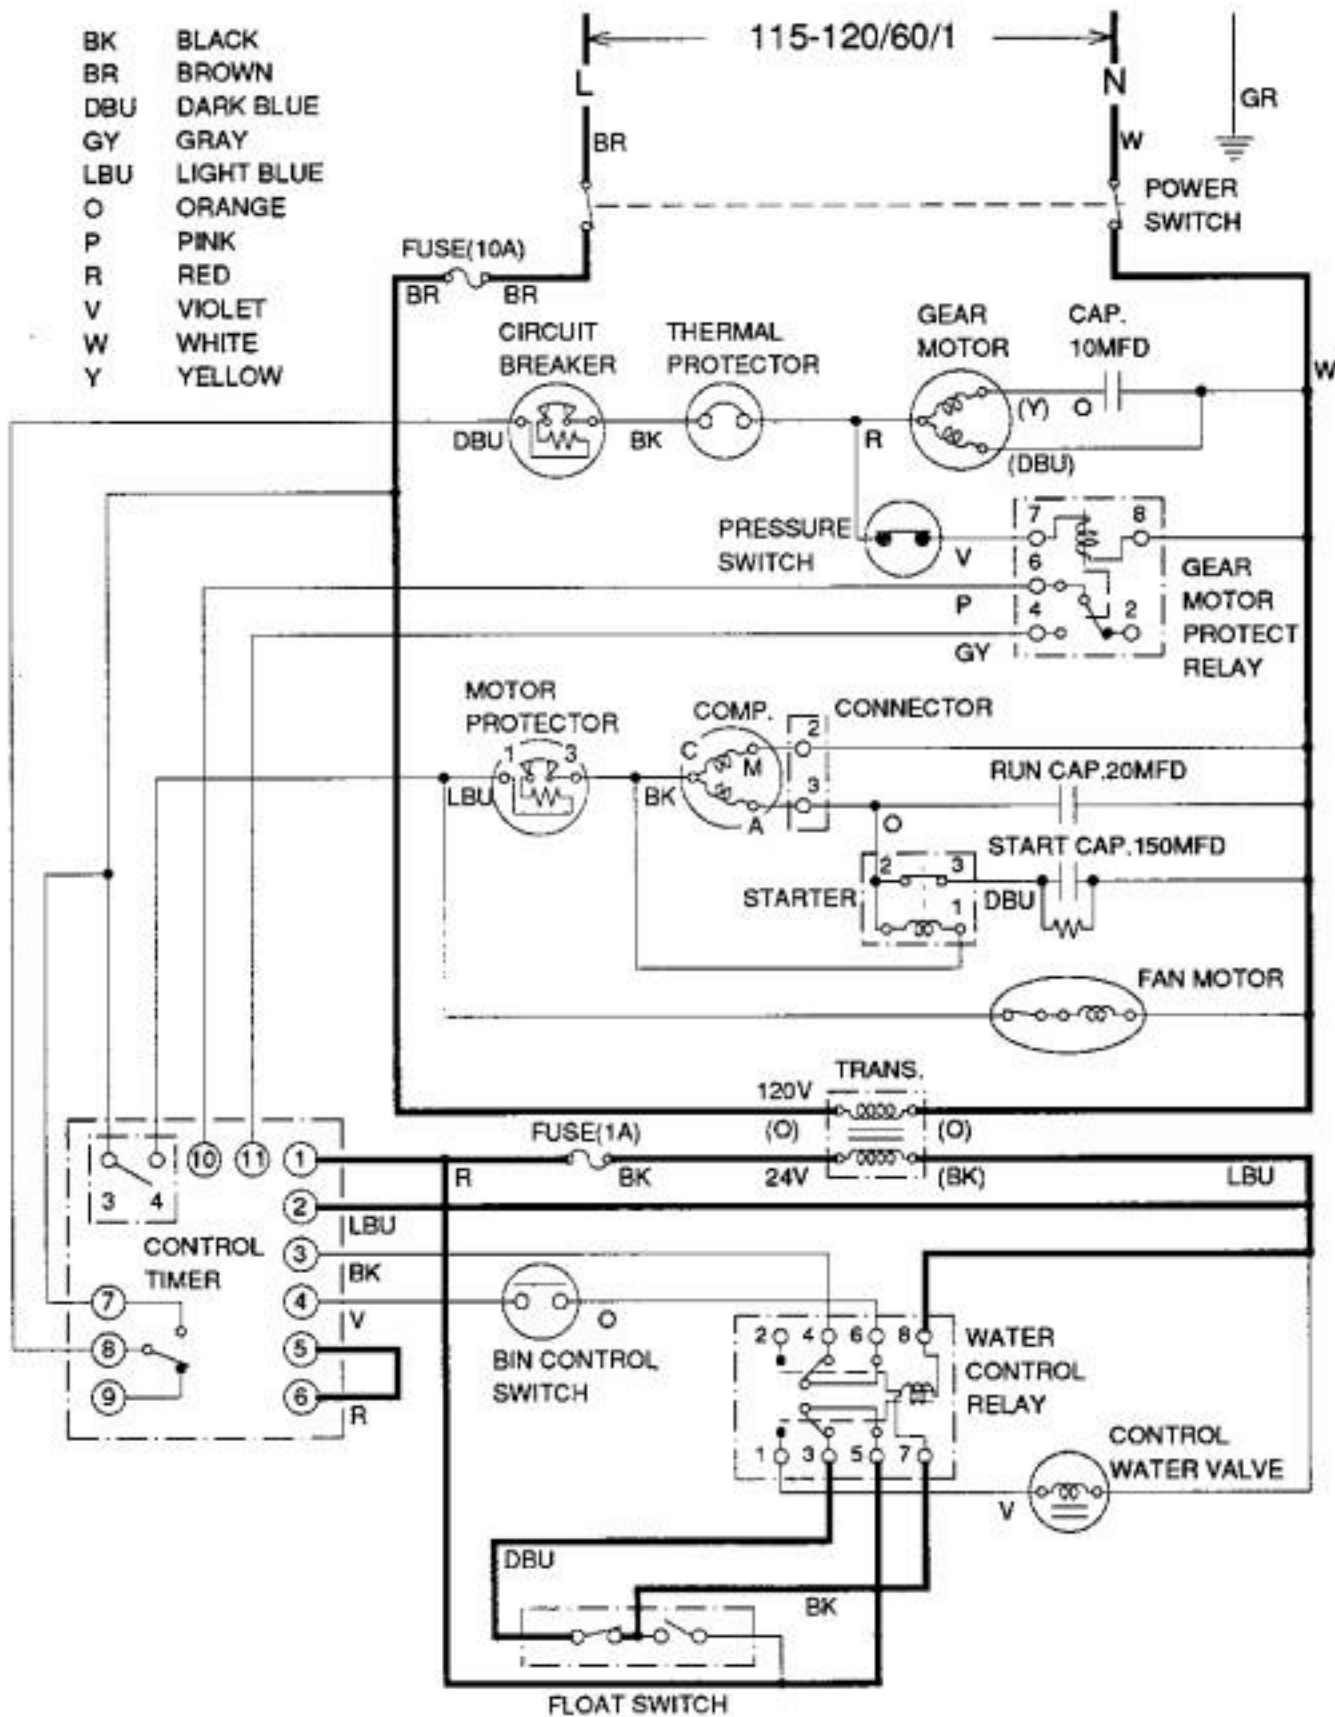 BK BLACK
BR BROWN
DBU DARK BLUE
GY GRAY
LBU LIGHT BLUE
O ORANGE
P PINK
R RED
V VIOLET
W WHITE
Y YELLOW
115-120/60/1
L
N
GR
BR
W
POWER
SWITCH
FUSE(10A)
BR
BR
CIRCUIT
BREAKER
THERMAL
PROTECTOR
GEAR
MOTOR
CAP.
10MFD
W
DBU
BK
R
(Y)
O
(DBU)
PRESSURE
SWITCH
V
7
8
6
P
4
2
GY
GEAR
MOTOR
PROTECT
RELAY
MOTOR
PROTECTOR
1
3
LBU
BK
COMP.
C
M
A
2
3
CONNECTOR
RUN CAP.20MFD
O
START CAP.150MFD
STARTER
2
3
1
DBU
FAN MOTOR
TRANS.
120V
(O)
(O)
FUSE(1A)
R
BK
24V
(BK)
LBU
3
4
10
11
1
2
LBU
3
BK
4
V
5
6
R
CONTROL
TIMER
7
8
9
BIN CONTROL
SWITCH
O
2
4
6
8
1
3
5
7
WATER
CONTROL
RELAY
CONTROL
WATER VALVE
V
DBU
BK
FLOAT SWITCH